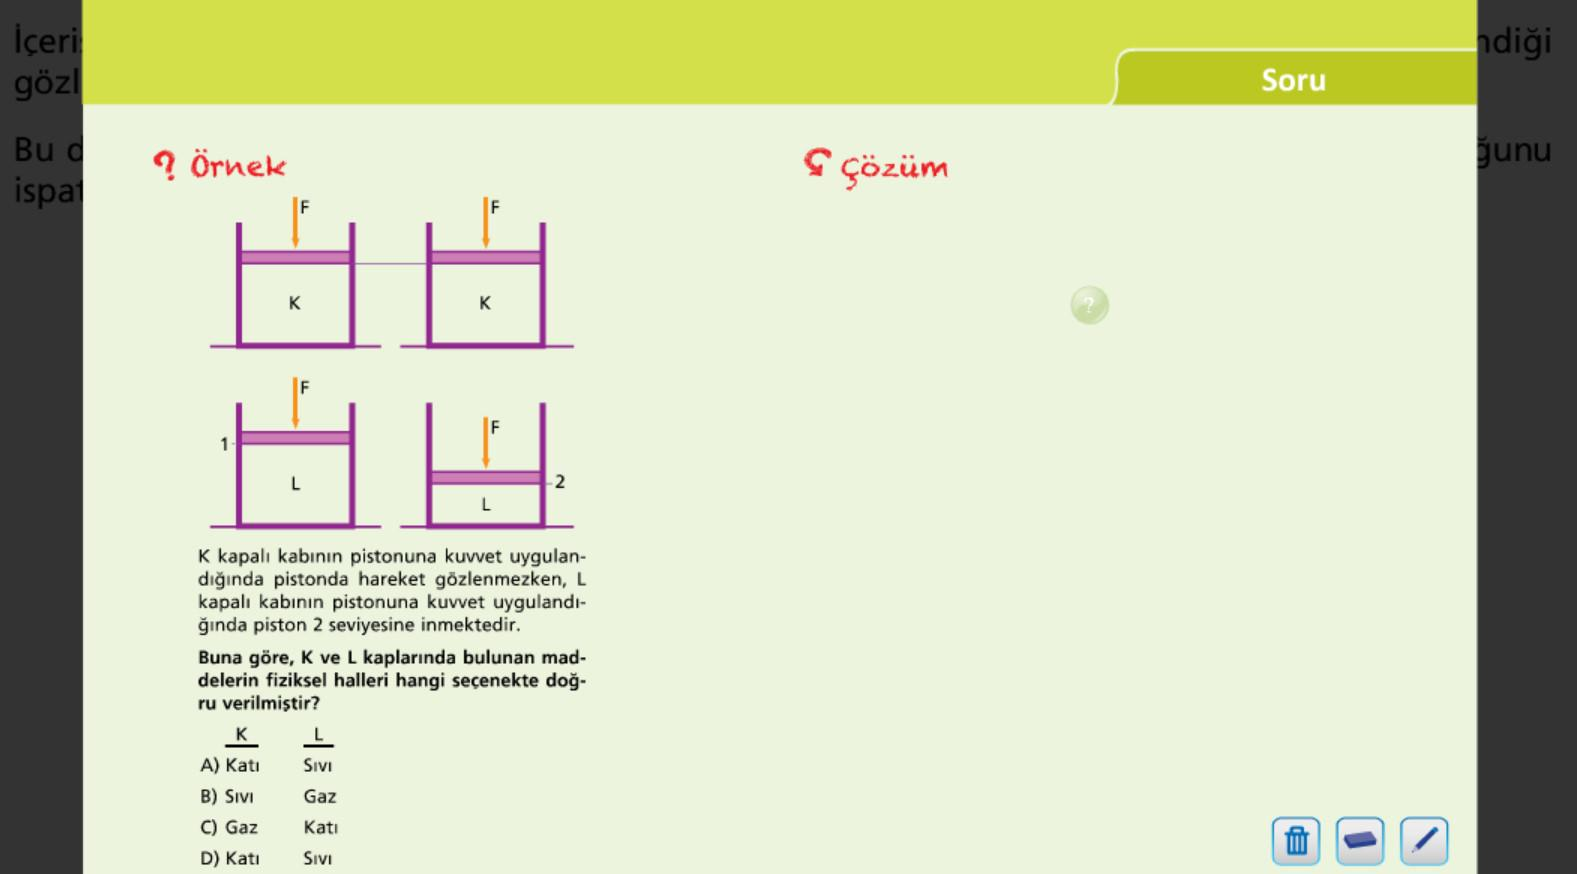 İçeri
ndiği
gözl
Soru
Bu d
ğunu
ispat
? Örnek
Çözüm
F
F
K
K
F
F
1
2
L
L
K kapalı kabının pistonuna kuvvet uygulan-
dığında pistonda hareket gözlenmezken, L
kapalı kabının pistonuna kuvvet uygulandı-
ğında piston 2 seviyesine inmektedir.
Buna göre, K ve L kaplarında bulunan mad-
delerin fiziksel halleri hangi seçenekte doğ-
ru verilmiştir?
K L
A) Katı Sıvı
B) Sıvı Gaz
C) Gaz Katı
D) Katı Sıvı
?